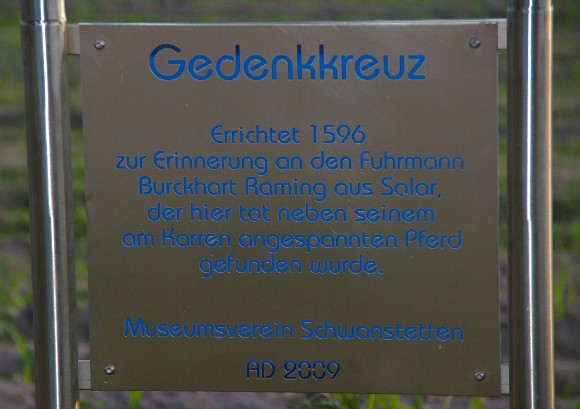 Gedenkkreuz
Errichtet 1596
zur Erinnerung an den Fuhrmann
Burckhart Raming aus Solar,
der hier tot neben seinem
am Karren angespannten Pferd
gefunden wurde.
Museumsverein Schwanstetten
AD 2009